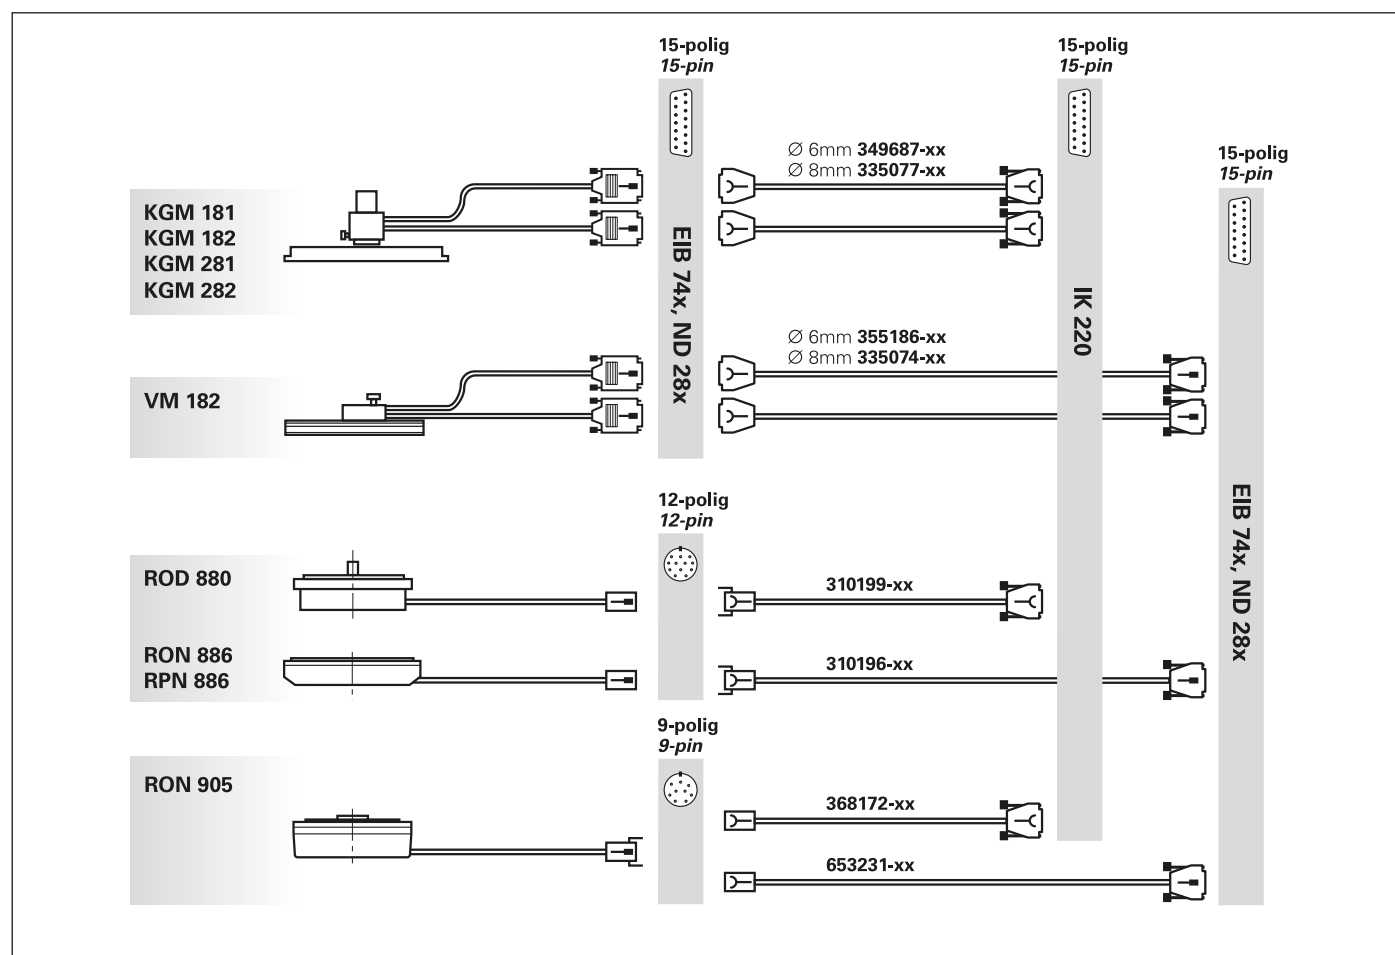 15-polig
15-pin
15-polig
15-pin
15-polig
15-pin
KGM 181
KGM 182
KGM 281
KGM 282
Ø 6mm 349687-xx
Ø 8mm 335077-xx
EIB 74x, ND 28x
IK 220
VM 182
Ø 6mm 355186-xx
Ø 8mm 335074-xx
EIB 74x, ND 28x
12-polig
12-pin
ROD 880
310199-xx
RON 886
RPN 886
310196-xx
9-polig
9-pin
RON 905
368172-xx
653231-xx